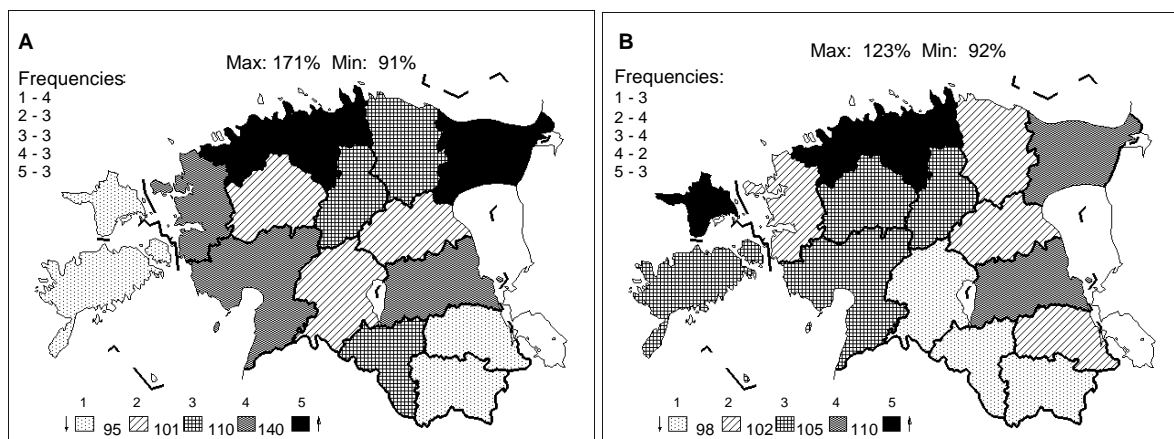 A
Max: 171% Min: 91%
Frequencies:
1 - 4
2 - 3
3 - 3
4 - 3
5 - 3
1 2 3 4 5
95 101 110 140
B
Max: 123% Min: 92%
Frequencies:
1 - 3
2 - 4
3 - 4
4 - 2
5 - 3
1 2 3 4 5
98 102 105 110